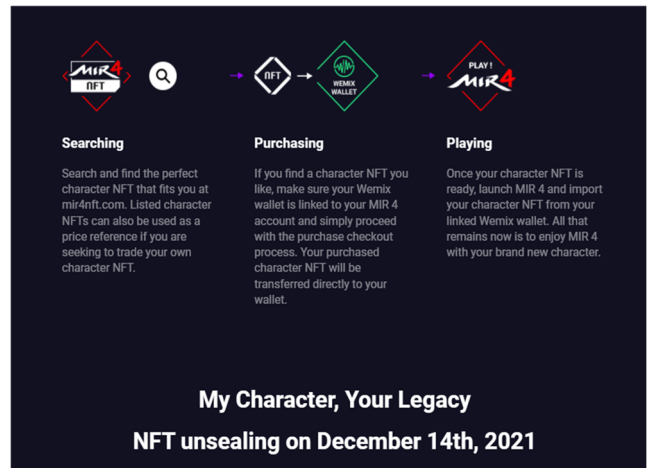 MIR4
NFT
NFT
WEMIX
WALLET
PLAY !
MIR4
Searching
Search and find the perfect
character NFT that fits you at
mir4nft.com. Listed character
NFTs can also be used as a
price reference if you are
seeking to trade your own
character NFT.
Purchasing
If you find a character NFT you
like, make sure your Wemix
wallet is linked to your MIR 4
account and simply proceed
with the purchase checkout
process. Your purchased
character NFT will be
transferred directly to your
wallet.
Playing
Once your character NFT is
ready, launch MIR 4 and import
your character NFT from your
linked Wemix wallet. All that
remains now is to enjoy MIR 4
with your brand new character.
My Character, Your Legacy
NFT unsealing on December 14th, 2021